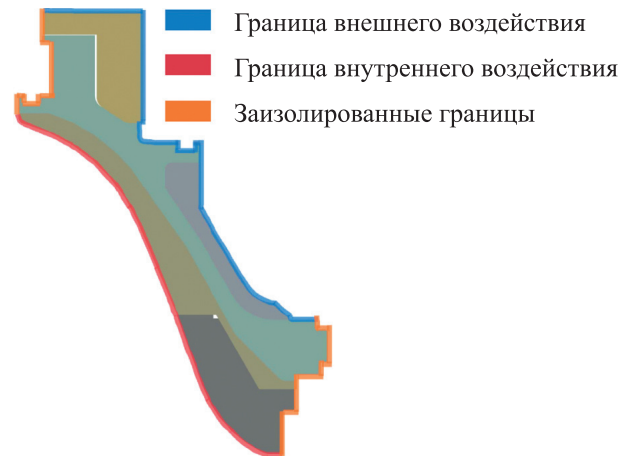 Граница внешнего воздействия
Граница внутреннего воздействия
Заизолированные границы